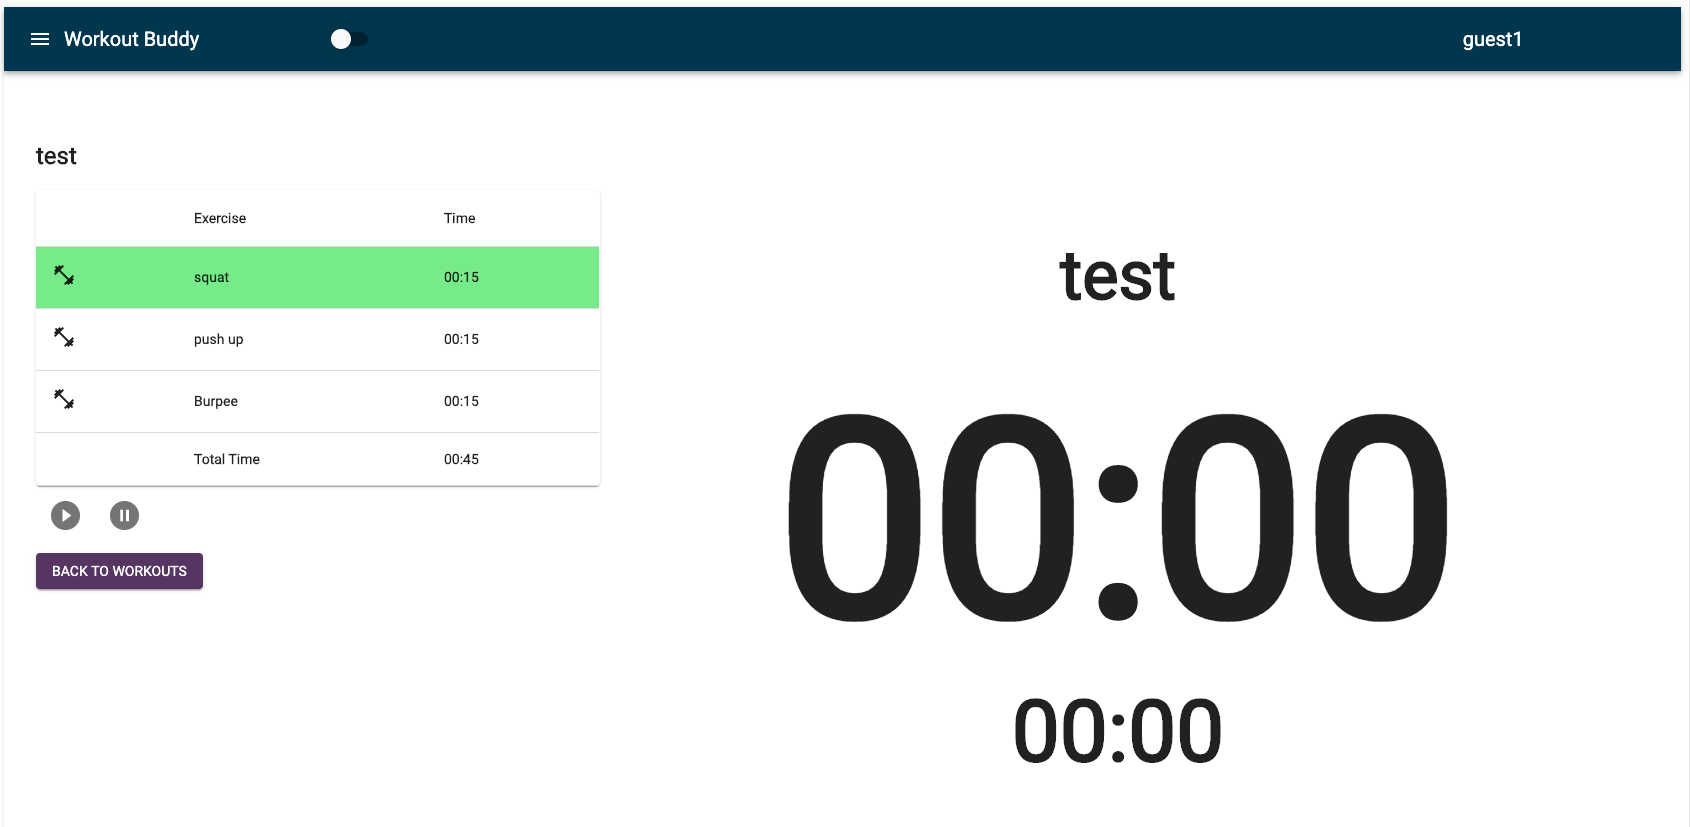 Workout Buddy
guest1
test
Exercise Time
squat 00:15
push up 00:15
Burpee 00:15
Total Time 00:45
BACK TO WORKOUTS
test
00:00
00:00